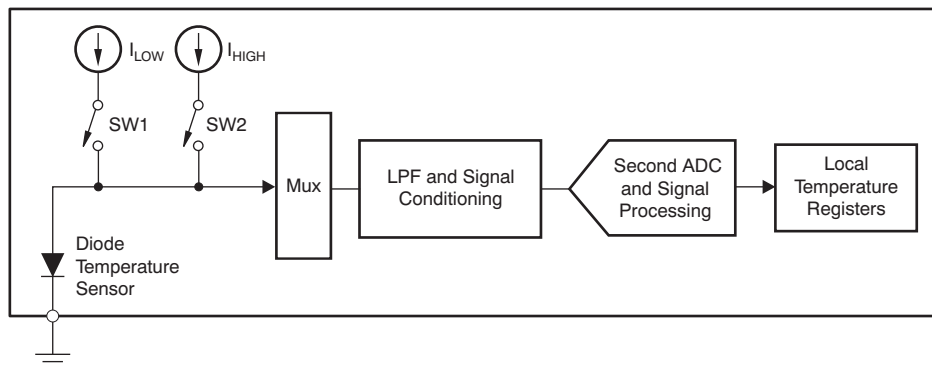 I_LOW
I_HIGH
SW1
SW2
Mux
LPF and Signal
Conditioning
Second ADC
and Signal
Processing
Local
Temperature
Registers
Diode
Temperature
Sensor